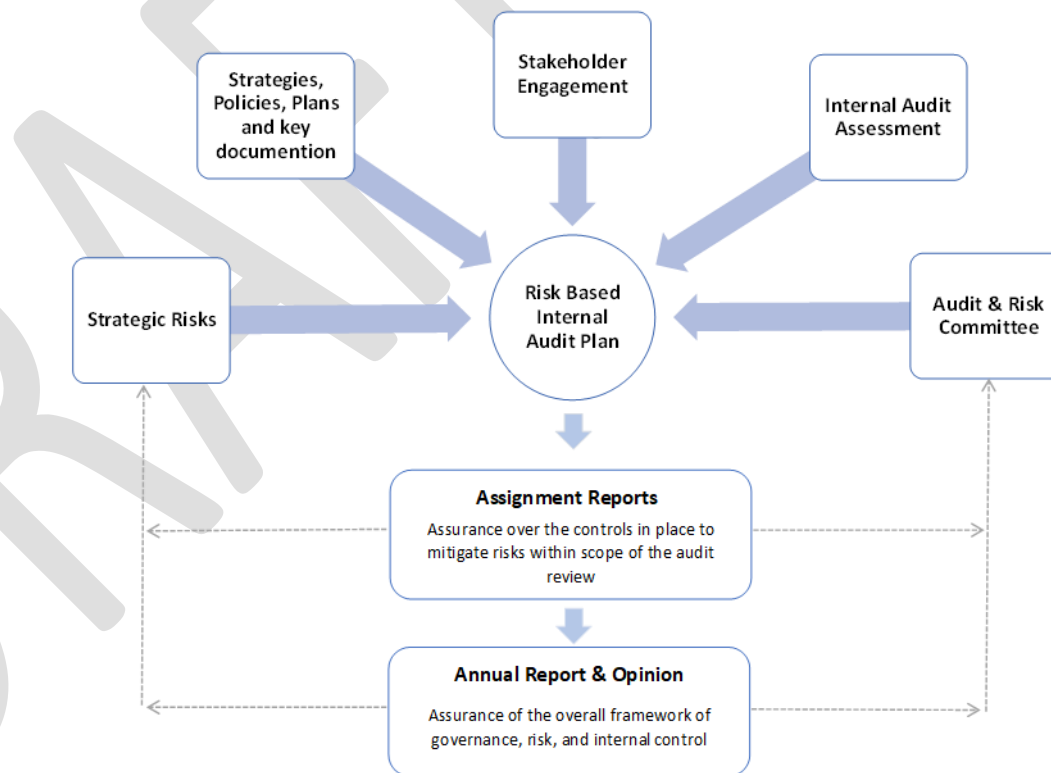 Stakeholder
Engagement
Strategies,
Policies, Plans
and key
documention
Internal Audit
Assessment
Strategic Risks
Risk Based
Internal
Audit Plan
Audit & Risk
Committee
Assignment Reports
Assurance over the controls in place to
mitigate risks within scope of the audit
review
Annual Report & Opinion
Assurance of the overall framework of
governance, risk, and internal control